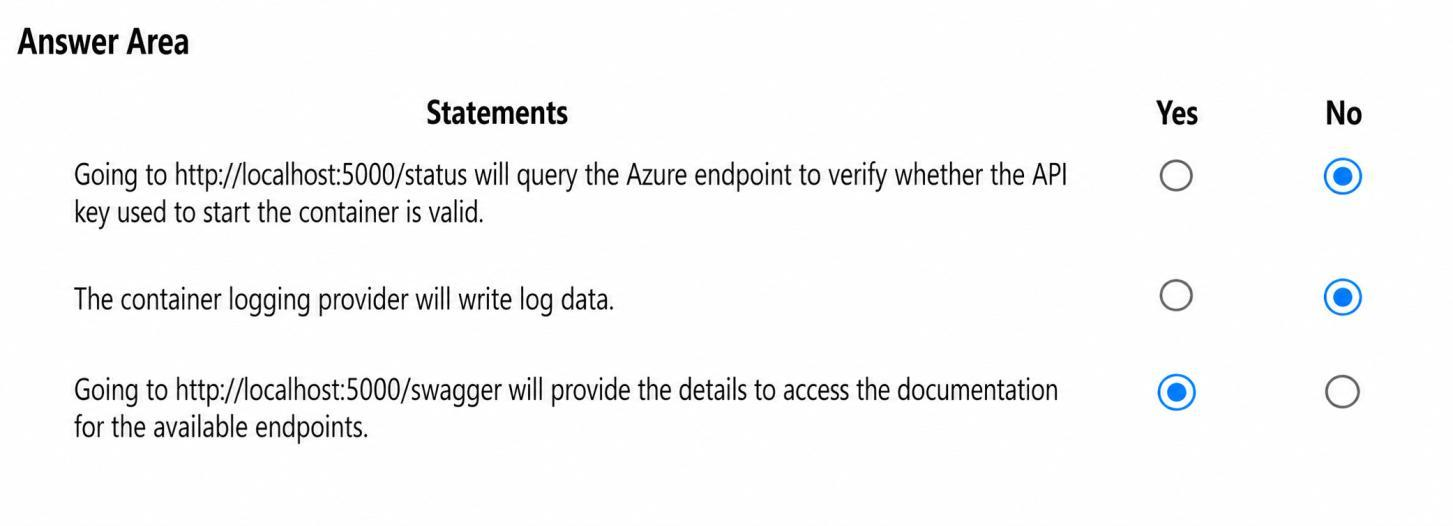 Answer Area
Statements Yes No
Going to http://localhost:5000/status will query the Azure endpoint to verify whether the API
key used to start the container is valid.
The container logging provider will write log data.
Going to http://localhost:5000/swagger will provide the details to access the documentation
for the available endpoints.